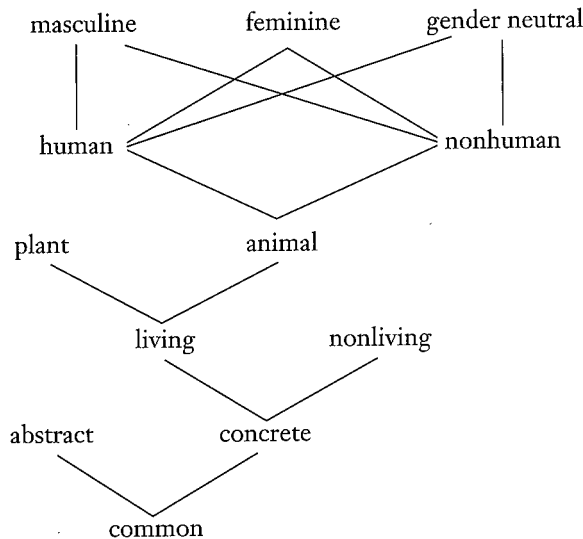 masculine feminine gender neutral
human nonhuman
plant animal
living nonliving
abstract concrete
common